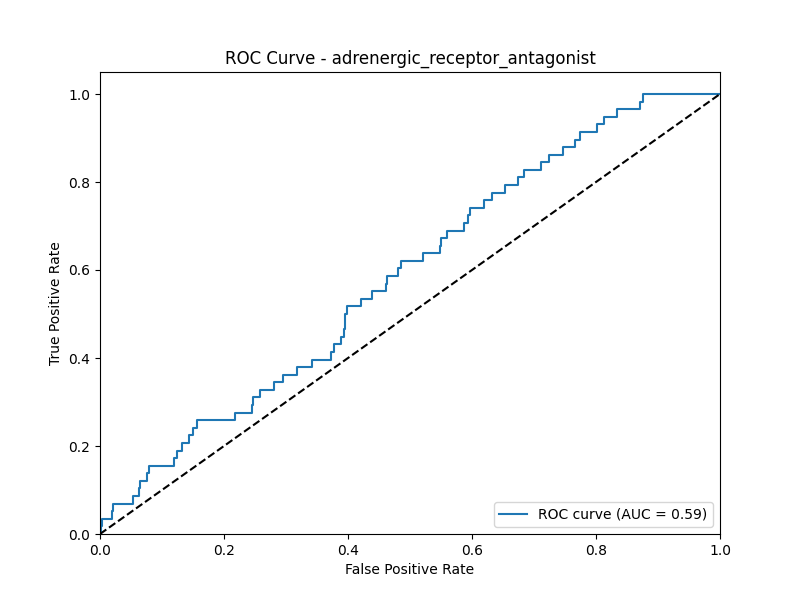 ROC Curve - adrenergic_receptor_antagonist
True Positive Rate
1.0
0.8
0.6
0.4
0.2
0.0
ROC curve (AUC = 0.59)
0.0 0.2 0.4 0.6 0.8 1.0
False Positive Rate